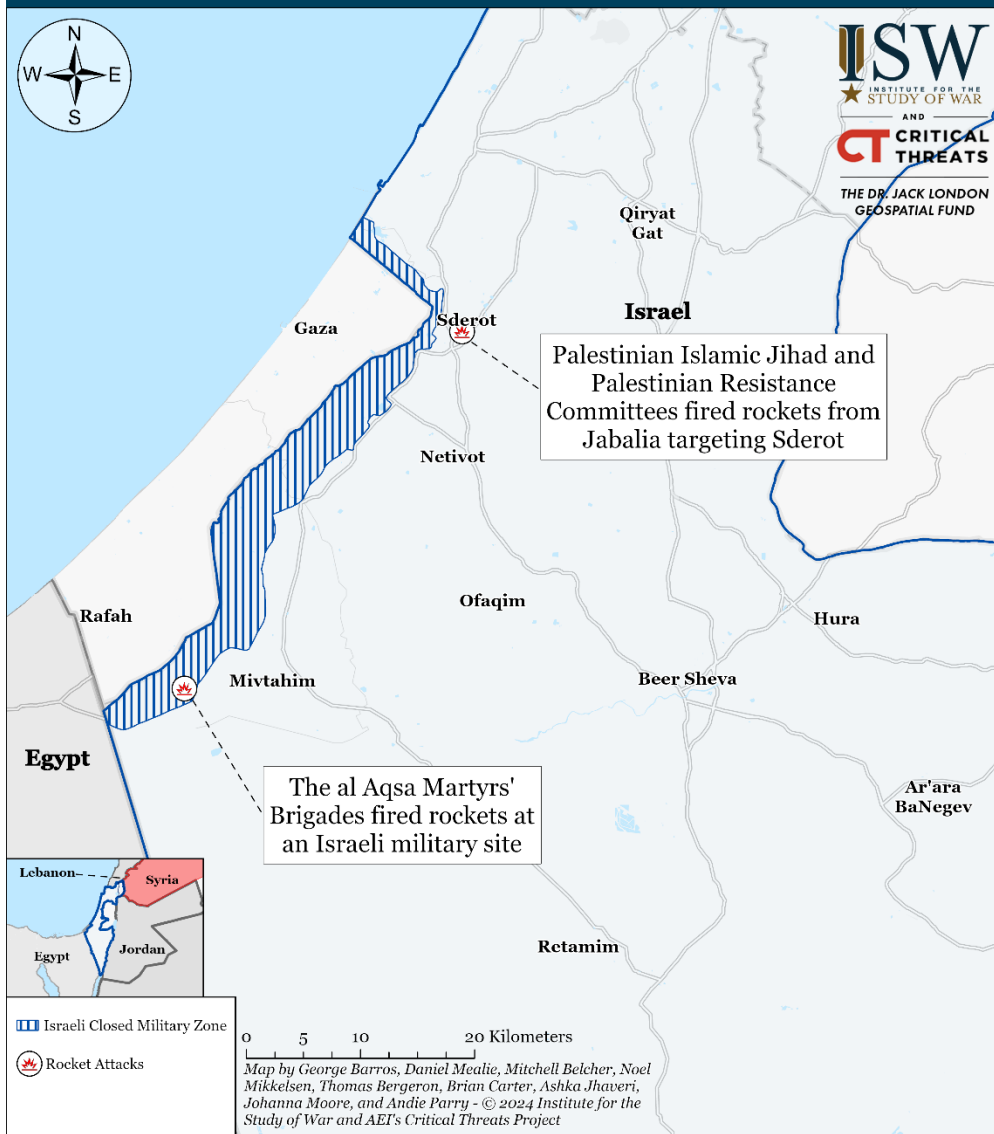 N
W
E
S
ISW
INSTITUTE FOR THE
STUDY OF WAR
AND
CT CRITICAL
THREATS
THE DR. JACK LONDON
GEOSPATIAL FUND
Qiryat
Gat
Israel
Gaza
Sderot
Palestinian Islamic Jihad and
Palestinian Resistance
Committees fired rockets from
Jabalia targeting Sderot
Netivot
Ofaqim
Rafah
Hura
Mivtahim
Beer Sheva
Egypt
The al Aqsa Martyrs'
Brigades fired rockets at
an Israeli military site
Ar'ara
BaNegev
Lebanon
Syria
Egypt
Jordan
Retamim
Israeli Closed Military Zone
Rocket Attacks
0 5 10 20 Kilometers
Map by George Barros, Daniel Mealie, Mitchell Belcher, Noel
Mikkelsen, Thomas Bergeron, Brian Carter, Ashka Jhaveri,
Johanna Moore, and Andie Parry - © 2024 Institute for the
Study of War and AEI's Critical Threats Project